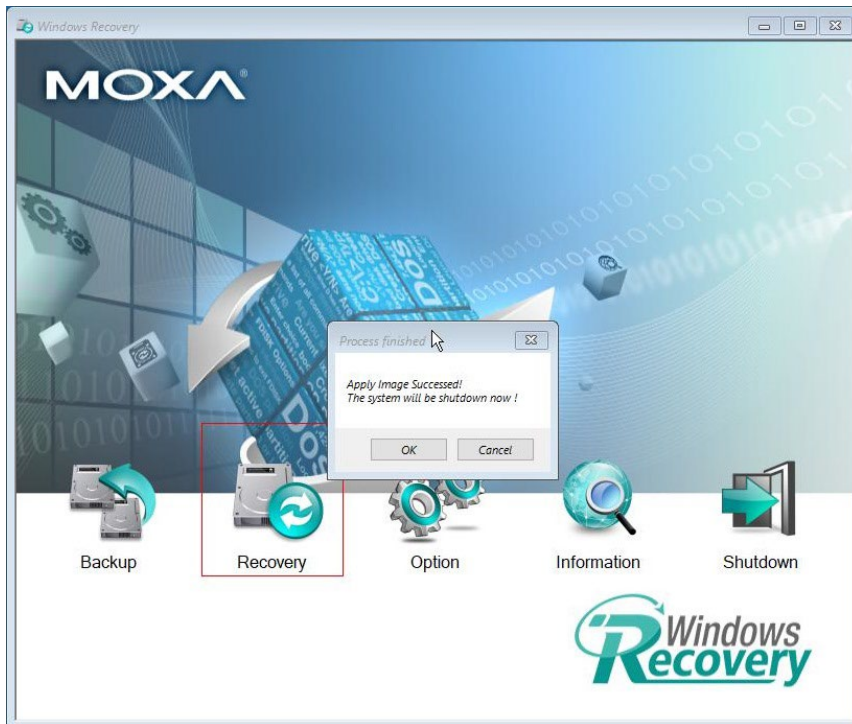 Windows Recovery
MOXA®
Process finished
Apply Image Successed!
The system will be shutdown now !
OK
Cancel
Backup
Recovery
Option
Information
Shutdown
Windows
Recovery